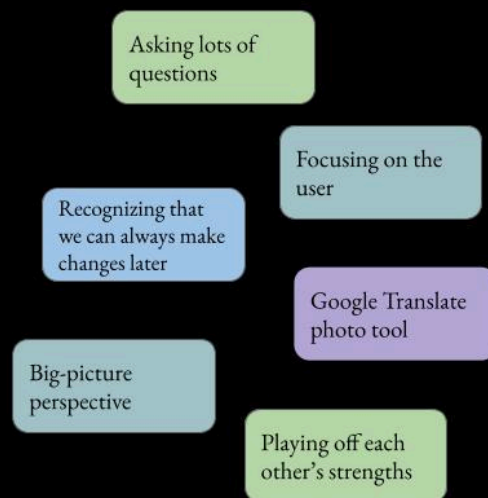 Asking lots of
questions
Focusing on the
user
Recognizing that
we can always make
changes later
Google Translate
photo tool
Big-picture
perspective
Playing off each
other’s strengths